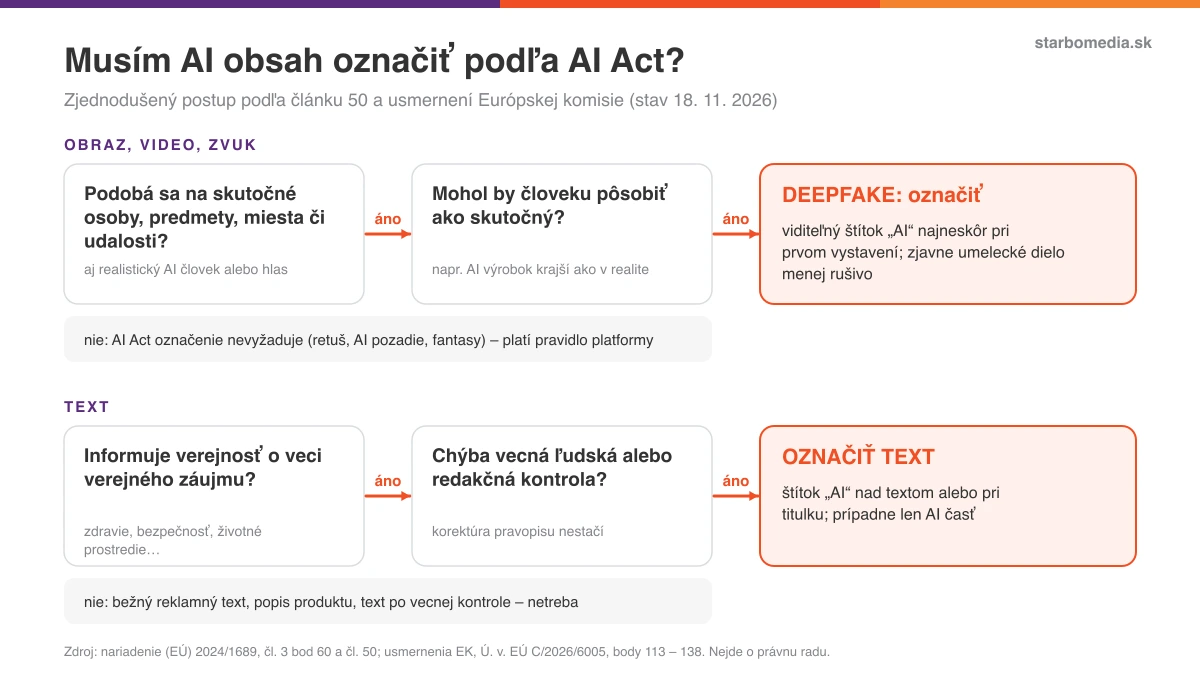 starbomedia.sk
Musím AI obsah označiť podľa AI Act?
Zjednodušený postup podľa článku 50 a usmernení Európskej komisie (stav 18. 11. 2026)
OBRAZ, VIDEO, ZVUK
Podobá sa na skutočné
osoby, predmety, miesta či
udalosti?
aj realistický AI človek alebo hlas
áno
Mohol by človeku pôsobiť
ako skutočný?
napr. AI výrobok krajší ako v realite
áno
DEEPFAKE: označiť
viditeľný štítok „AI“ najneskôr pri
prvom vystavení; zjavne umelecké dielo
menej rušivo
nie: AI Act označenie nevyžaduje (retuš, AI pozadie, fantasy) – platí pravidlo platformy
TEXT
Informuje verejnosť o veci
verejného záujmu?
zdravie, bezpečnosť, životné
prostredie…
áno
Chýba vecná ľudská alebo
redakčná kontrola?
korektúra pravopisu nestačí
áno
OZNAČIŤ TEXT
štítok „AI“ nad textom alebo pri
titulku; prípadne len AI časť
nie: bežný reklamný text, popis produktu, text po vecnej kontrole – netreba
Zdroj: nariadenie (EÚ) 2024/1689, čl. 3 bod 60 a čl. 50; usmernenia EK, Ú. v. EÚ C/2026/6005, body 113 – 138. Nejde o právnu radu.